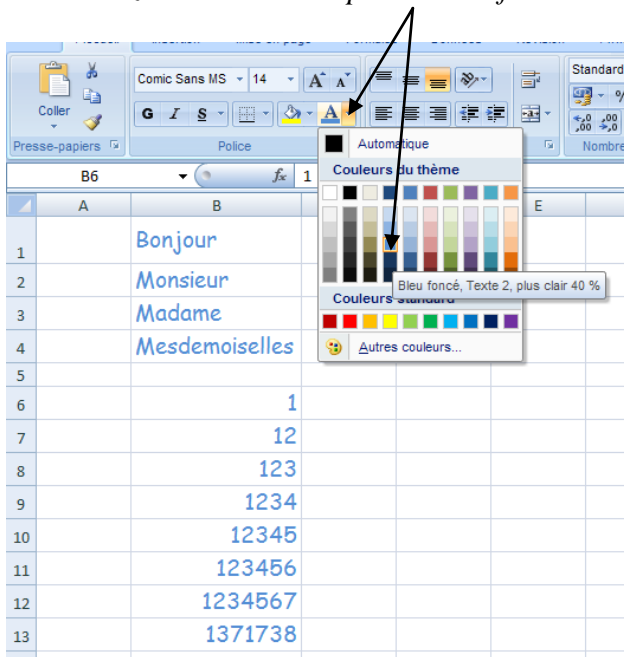 Comic Sans MS 14 A A Standard
Coller G I S A
Presse-papiers Police Nombre
B6 fx 1
Automatique
Couleurs du thème
A B E
Bleu foncé, Texte 2, plus clair 40 %
Couleurs standard
Autres couleurs...
1 Bonjour
2 Monsieur
3 Madame
4 Mesdemoiselles
5
6 1
7 12
8 123
9 1234
10 12345
11 123456
12 1234567
13 1371738